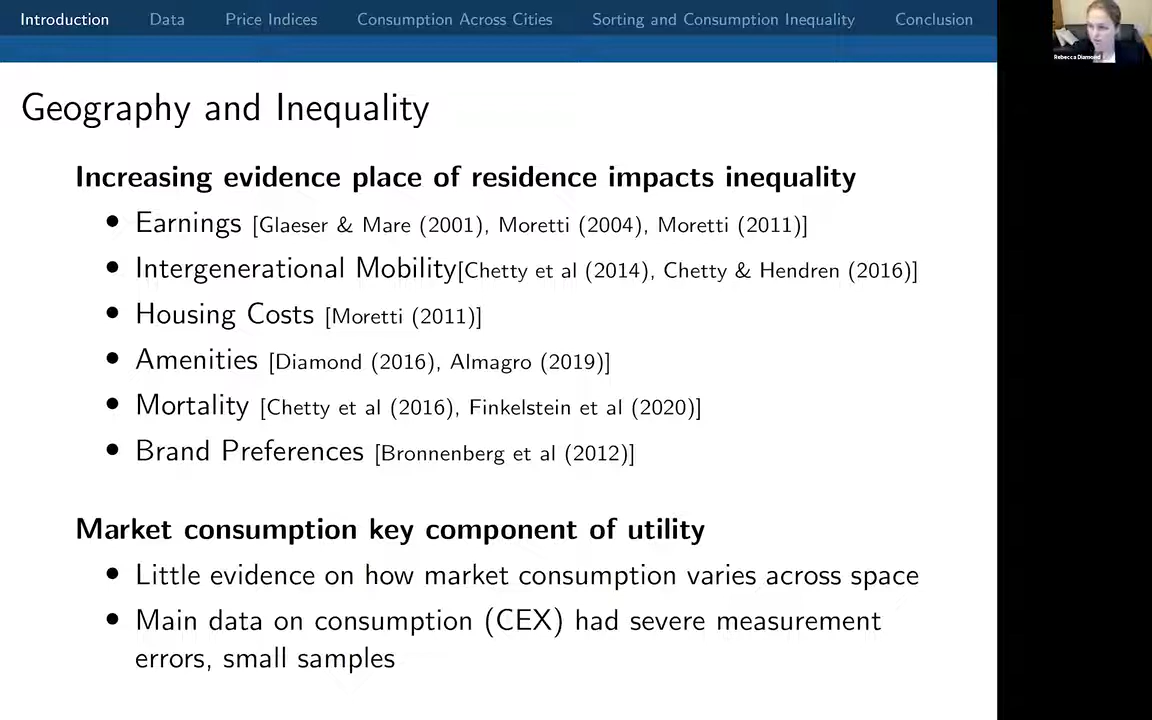 Introduction Data Price Indices Consumption Across Cities Sorting and Consumption Inequality Conclusion
Rebecca Diamond
Geography and Inequality
Increasing evidence place of residence impacts inequality
• Earnings [Glaeser & Mare (2001), Moretti (2004), Moretti (2011)]
• Intergenerational Mobility[Chetty et al (2014), Chetty & Hendren (2016)]
• Housing Costs [Moretti (2011)]
• Amenities [Diamond (2016), Almagro (2019)]
• Mortality [Chetty et al (2016), Finkelstein et al (2020)]
• Brand Preferences [Bronnenberg et al (2012)]
Market consumption key component of utility
• Little evidence on how market consumption varies across space
• Main data on consumption (CEX) had severe measurement
errors, small samples